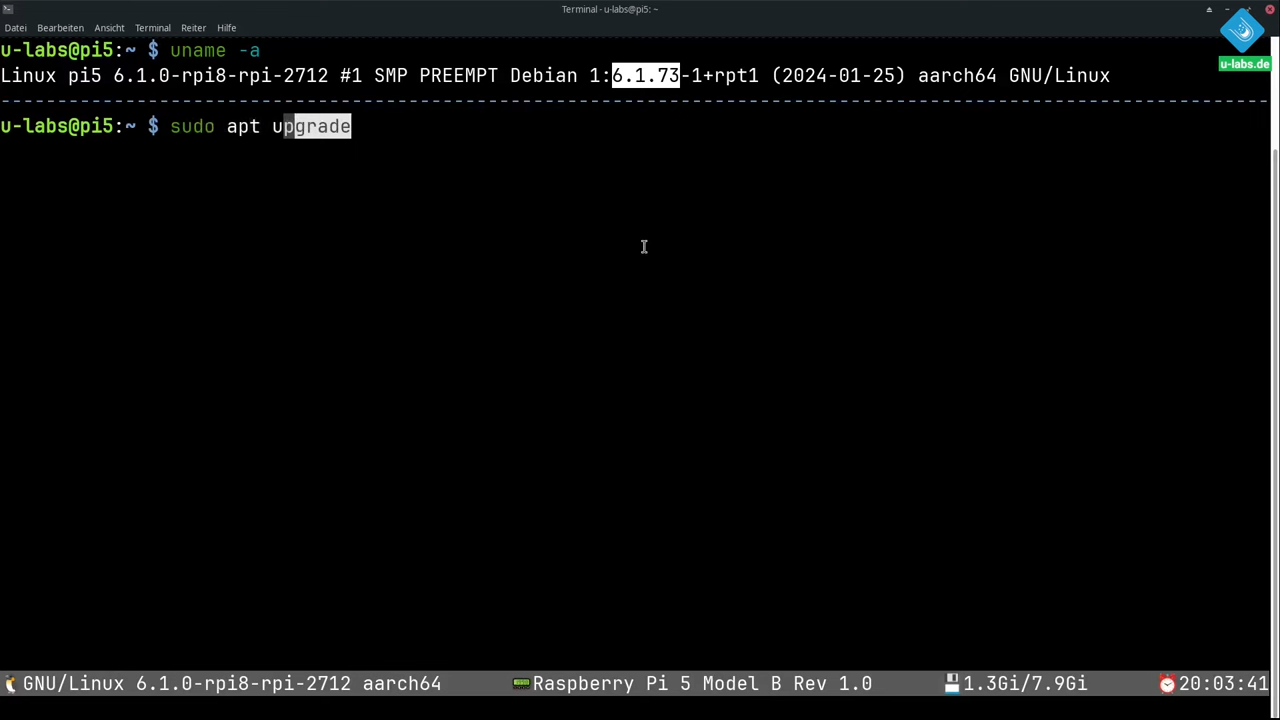 Terminal - u-labs@pi5: ~
Datei Bearbeiten Ansicht Terminal Reiter Hilfe
u-labs@pi5:~ $ uname -a
Linux pi5 6.1.0-rpi8-rpi-2712 #1 SMP PREEMPT Debian 1:6.1.73-1+rpt1 (2024-01-25) aarch64 GNU/Linux
u-labs.de
u-labs@pi5:~ $ sudo apt upgrade
GNU/Linux 6.1.0-rpi8-rpi-2712 aarch64 Raspberry Pi 5 Model B Rev 1.0 1.3Gi/7.9Gi 20:03:41